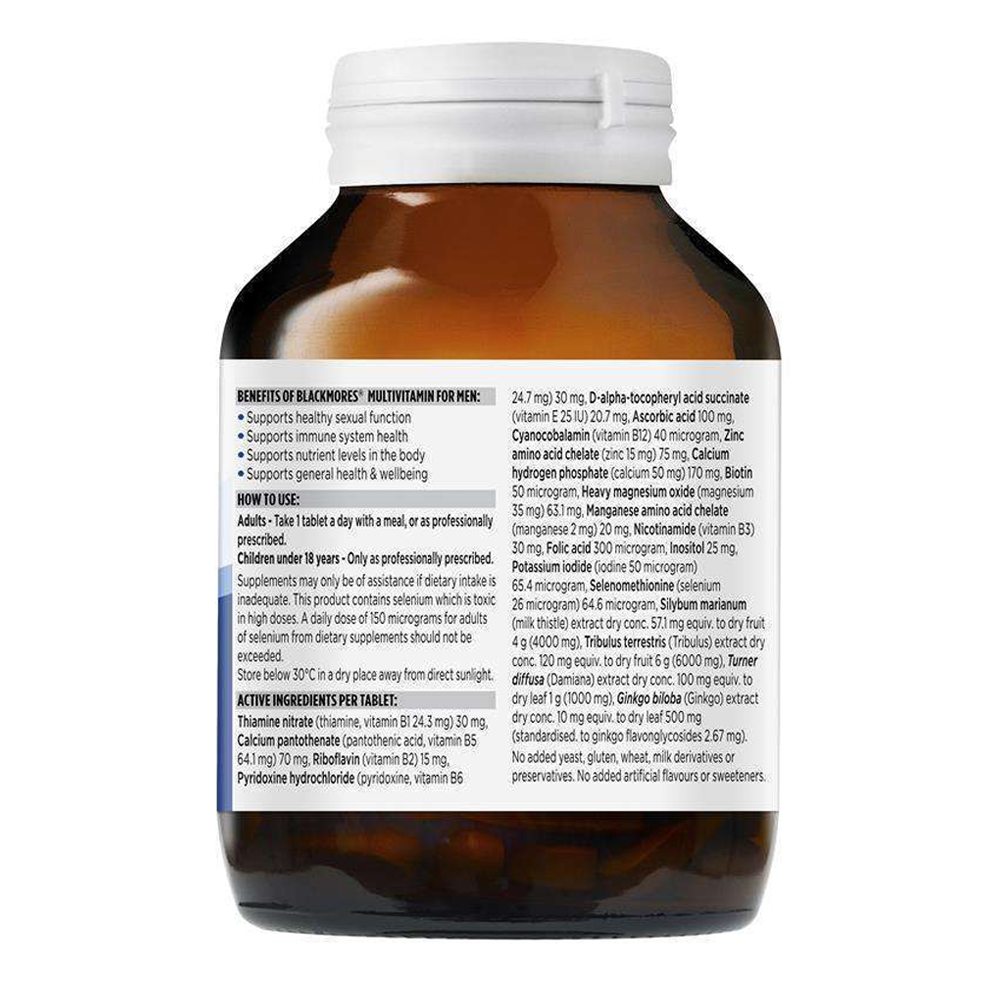 BENEFITS OF BLACKMORES® MULTIVITAMIN FOR MEN:
• Supports healthy sexual function
• Supports immune system health
• Supports nutrient levels in the body
• Supports general health & wellbeing
HOW TO USE:
Adults - Take 1 tablet a day with a meal, or as professionally
prescribed.
Children under 18 years - Only as professionally prescribed.
Supplements may only be of assistance if dietary intake is
inadequate. This product contains selenium which is toxic
in high doses. A daily dose of 150 micrograms for adults
of selenium from dietary supplements should not be
exceeded.
Store below 30°C in a dry place away from direct sunlight.
ACTIVE INGREDIENTS PER TABLET:
Thiamine nitrate (thiamine, vitamin B1 24.3 mg) 30 mg,
Calcium pantothenate (pantothenic acid, vitamin B5
64.1 mg) 70 mg, Riboflavin (vitamin B2) 15 mg,
Pyridoxine hydrochloride (pyridoxine, vitamin B6
24.7 mg) 30 mg, D-alpha-tocopheryl acid succinate
(vitamin E 25 IU) 20.7 mg, Ascorbic acid 100 mg,
Cyanocobalamin (vitamin B12) 40 microgram, Zinc
amino acid chelate (zinc 15 mg) 75 mg, Calcium
hydrogen phosphate (calcium 50 mg) 170 mg, Biotin
50 microgram, Heavy magnesium oxide (magnesium
35 mg) 63.1 mg, Manganese amino acid chelate
(manganese 2 mg) 20 mg, Nicotinamide (vitamin B3)
30 mg, Folic acid 300 microgram, Inositol 25 mg,
Potassium iodide (iodine 50 microgram)
65.4 microgram, Selenomethionine (selenium
26 microgram) 64.6 microgram, Silybum marianum
(milk thistle) extract dry conc. 57.1 mg equiv. to dry fruit
4 g (4000 mg), Tribulus terrestris (Tribulus) extract dry
conc. 120 mg equiv. to dry fruit 6 g (6000 mg), Turner
diffusa (Damiana) extract dry conc. 100 mg equiv. to
dry leaf 1 g (1000 mg), Ginkgo biloba (Ginkgo) extract
dry conc. 10 mg equiv. to dry leaf 500 mg
(standardised. to ginkgo flavonglycosides 2.67 mg).
No added yeast, gluten, wheat, milk derivatives or
preservatives. No added artificial flavours or sweeteners.